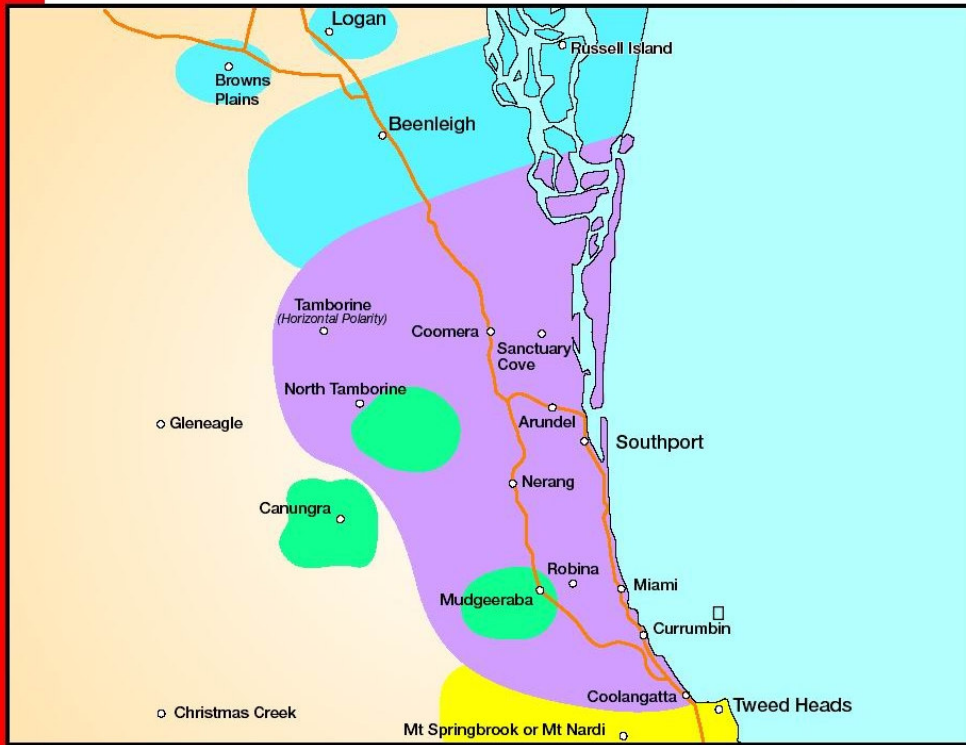 Logan
Russell Island
Browns
Plains
Beenleigh
Tamborine
(Horizontal Polarity)
Coomera
Sanctuary
Cove
North Tamborine
Gleneagle
Arundel
Southport
Nerang
Canungra
Robina
Mudgeeraba
Miami
Currumbin
Coolangatta
Tweed Heads
Christmas Creek
Mt Springbrook or Mt Nardi